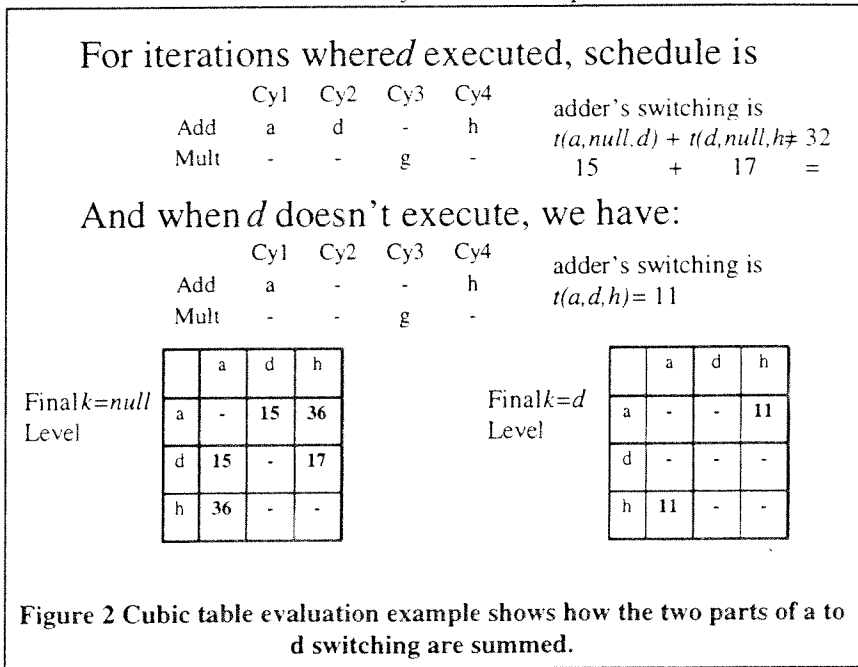 For iterations whered executed, schedule is
Cy1 Cy2 Cy3 Cy4
Add a d - h
Mult - - g -
adder's switching is
t(a,null,d) + t(d,null,h)= 32
15 + 17 =
And when d doesn't execute, we have:
Cy1 Cy2 Cy3 Cy4
Add a - - h
Mult - - g -
adder's switching is
t(a,d,h)= 11
Finalk=null
Level
a d h
a - 15 36
d 15 - 17
h 36 - -
Finalk=d
Level
a d h
a - - 11
d - - -
h 11 - -
Figure 2 Cubic table evaluation example shows how the two parts of a to
d switching are summed.